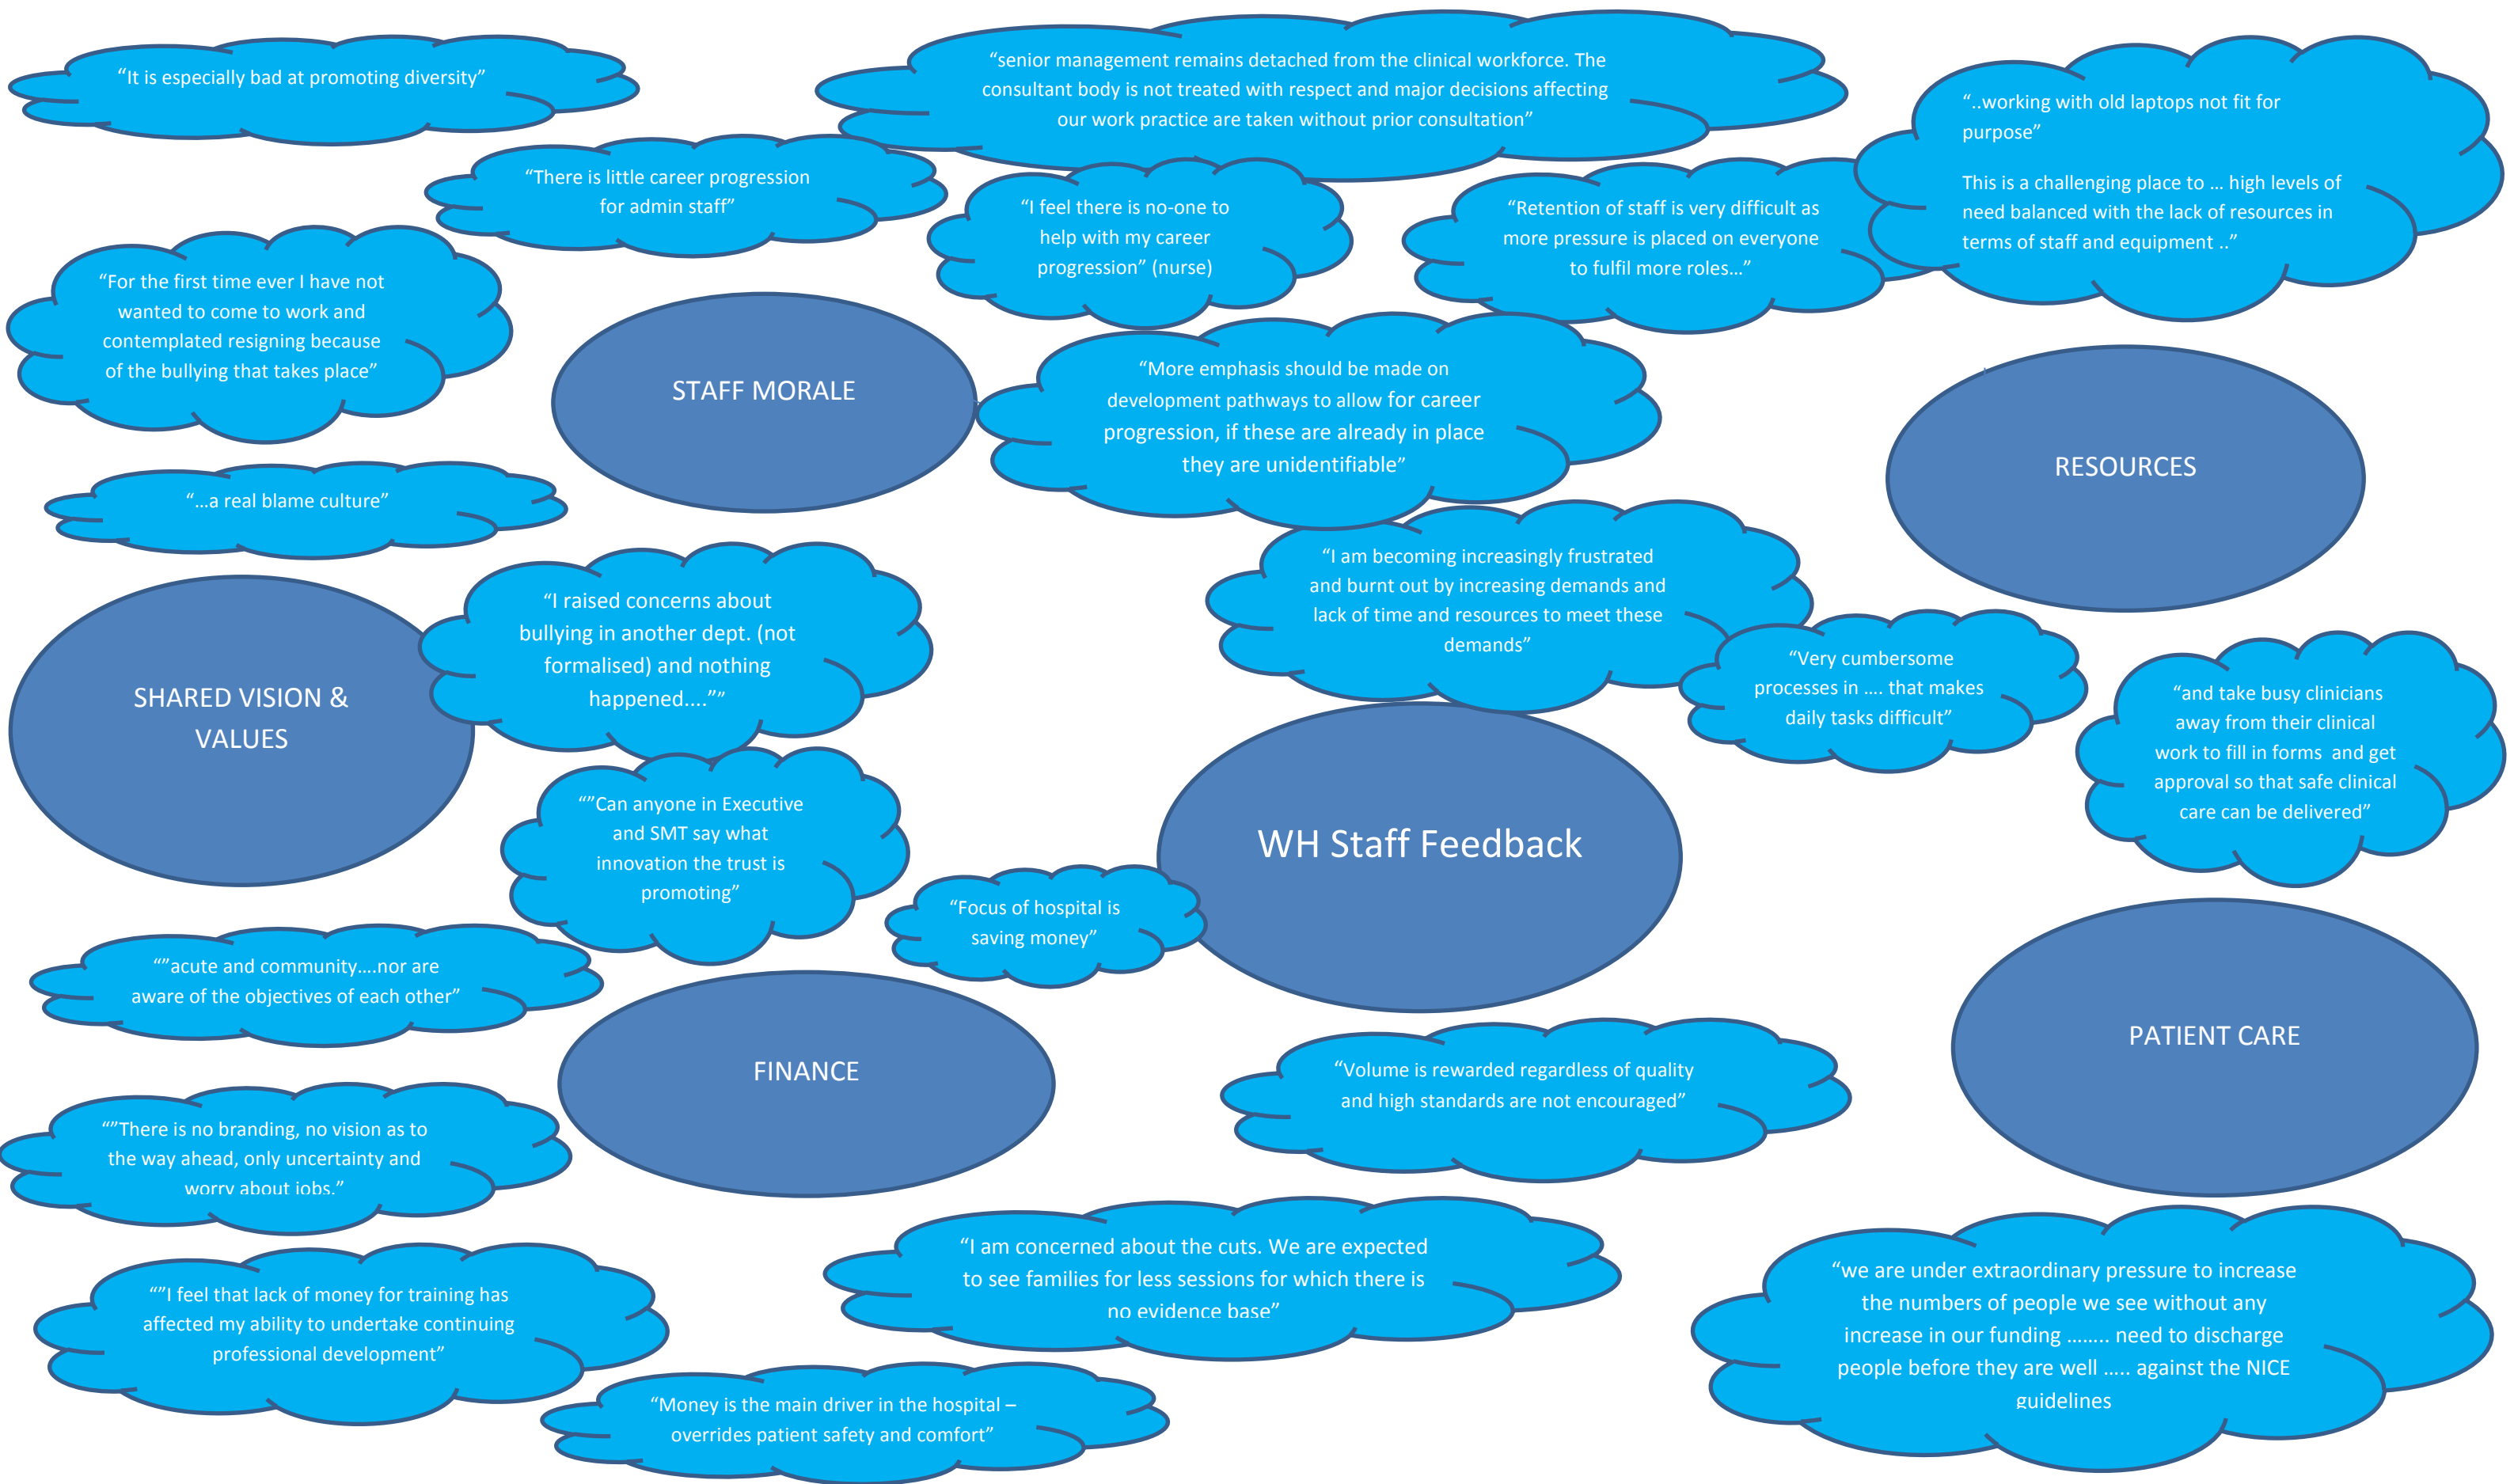 “It is especially bad at promoting diversity”
“senior management remains detached from the clinical workforce. The
consultant body is not treated with respect and major decisions affecting
our work practice are taken without prior consultation”
“..working with old laptops not fit for
purpose”
This is a challenging place to … high levels of
need balanced with the lack of resources in
terms of staff and equipment ..”
“There is little career progression
for admin staff”
“I feel there is no-one to
help with my career
progression” (nurse)
“Retention of staff is very difficult as
more pressure is placed on everyone
to fulfil more roles…”
“For the first time ever I have not
wanted to come to work and
contemplated resigning because
of the bullying that takes place”
STAFF MORALE
“More emphasis should be made on
development pathways to allow for career
progression, if these are already in place
they are unidentifiable”
RESOURCES
“…a real blame culture”
“I am becoming increasingly frustrated
and burnt out by increasing demands and
lack of time and resources to meet these
demands”
SHARED VISION &
VALUES
“I raised concerns about
bullying in another dept. (not
formalised) and nothing
happened....””
“Very cumbersome
processes in …. that makes
daily tasks difficult”
“and take busy clinicians
away from their clinical
work to fill in forms  and get
approval so that safe clinical
care can be delivered”
“”Can anyone in Executive
and SMT say what
innovation the trust is
promoting”
WH Staff Feedback
“Focus of hospital is
saving money”
“”acute and community….nor are
aware of the objectives of each other”
FINANCE
PATIENT CARE
“Volume is rewarded regardless of quality
and high standards are not encouraged”
“”There is no branding, no vision as to
the way ahead, only uncertainty and
worry about jobs.”
“I am concerned about the cuts. We are expected
to see families for less sessions for which there is
no evidence base”
“we are under extraordinary pressure to increase
the numbers of people we see without any
increase in our funding …….. need to discharge
people before they are well ….. against the NICE
guidelines
“”I feel that lack of money for training has
affected my ability to undertake continuing
professional development”
“Money is the main driver in the hospital –
overrides patient safety and comfort”